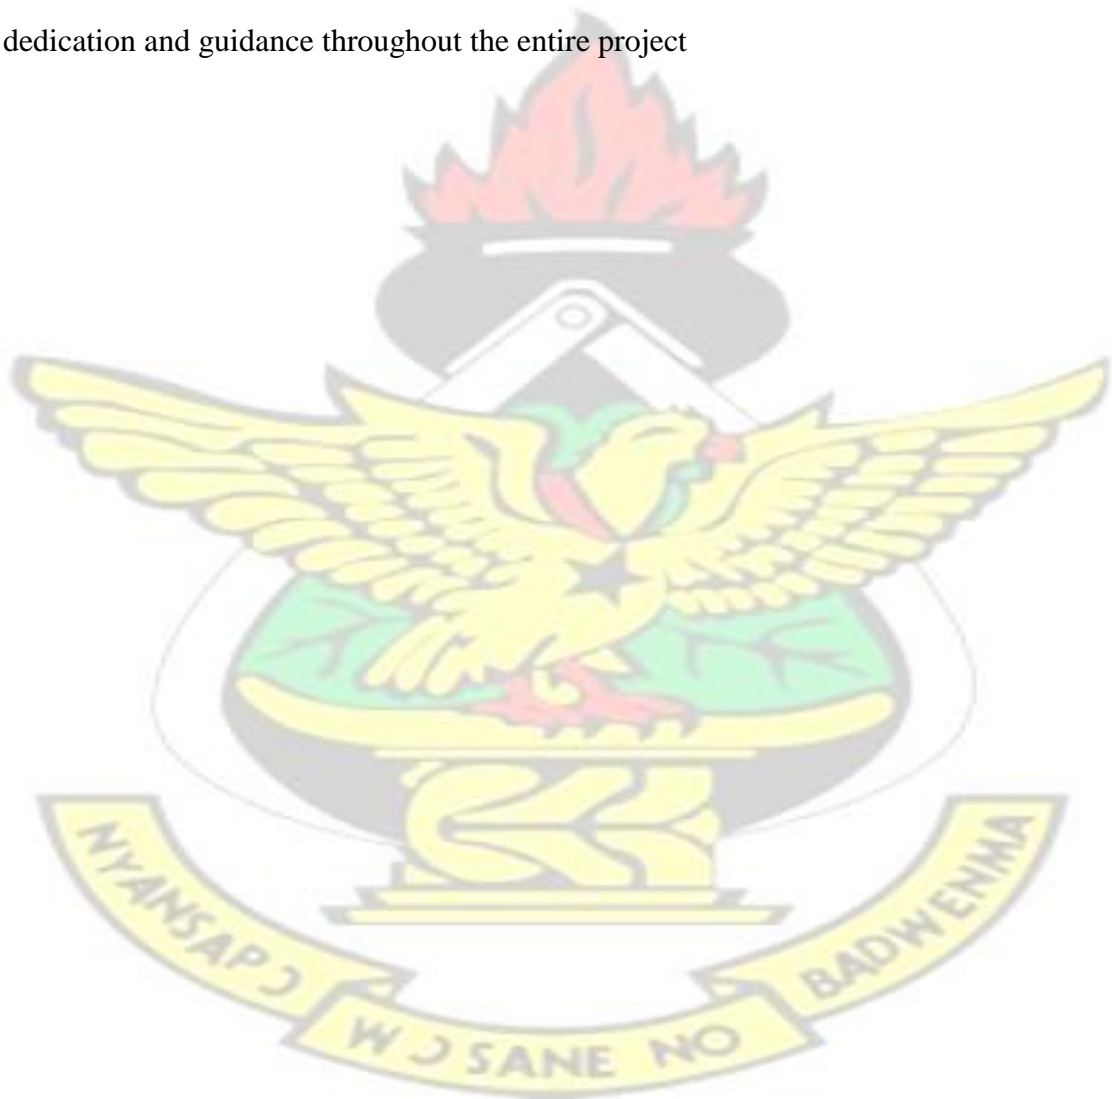 dedication and guidance throughout the entire project
NYANSAPƆ
WƆSANE NO
BADWENMA